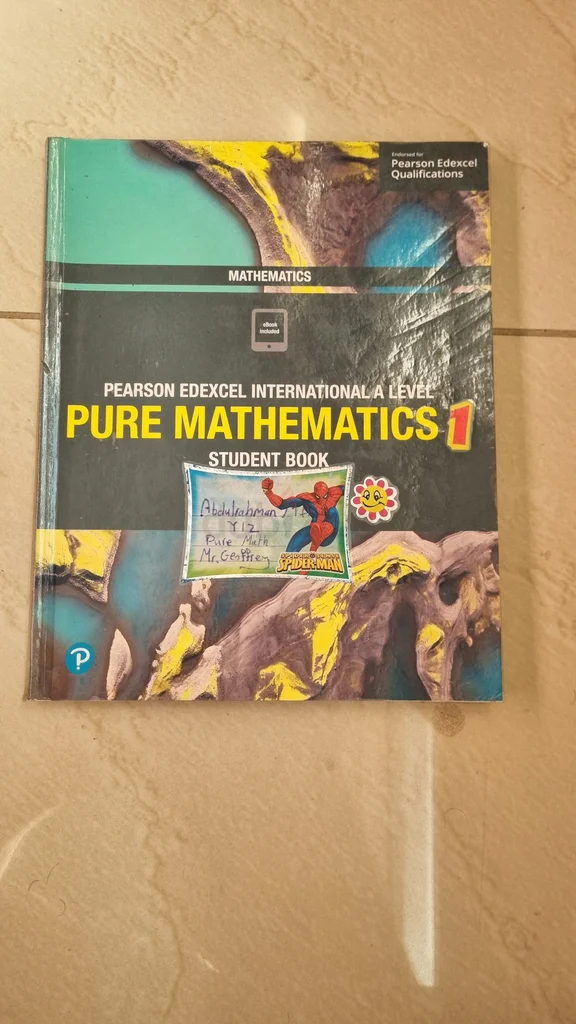 Endorsed for
Pearson Edexcel
Qualifications
MATHEMATICS
eBook
included
PEARSON EDEXCEL INTERNATIONAL A LEVEL
PURE MATHEMATICS 1
STUDENT BOOK
Abdulrahman
Y12
Pure Math
Mr. Geoffrey
SPIDER-MAN
P